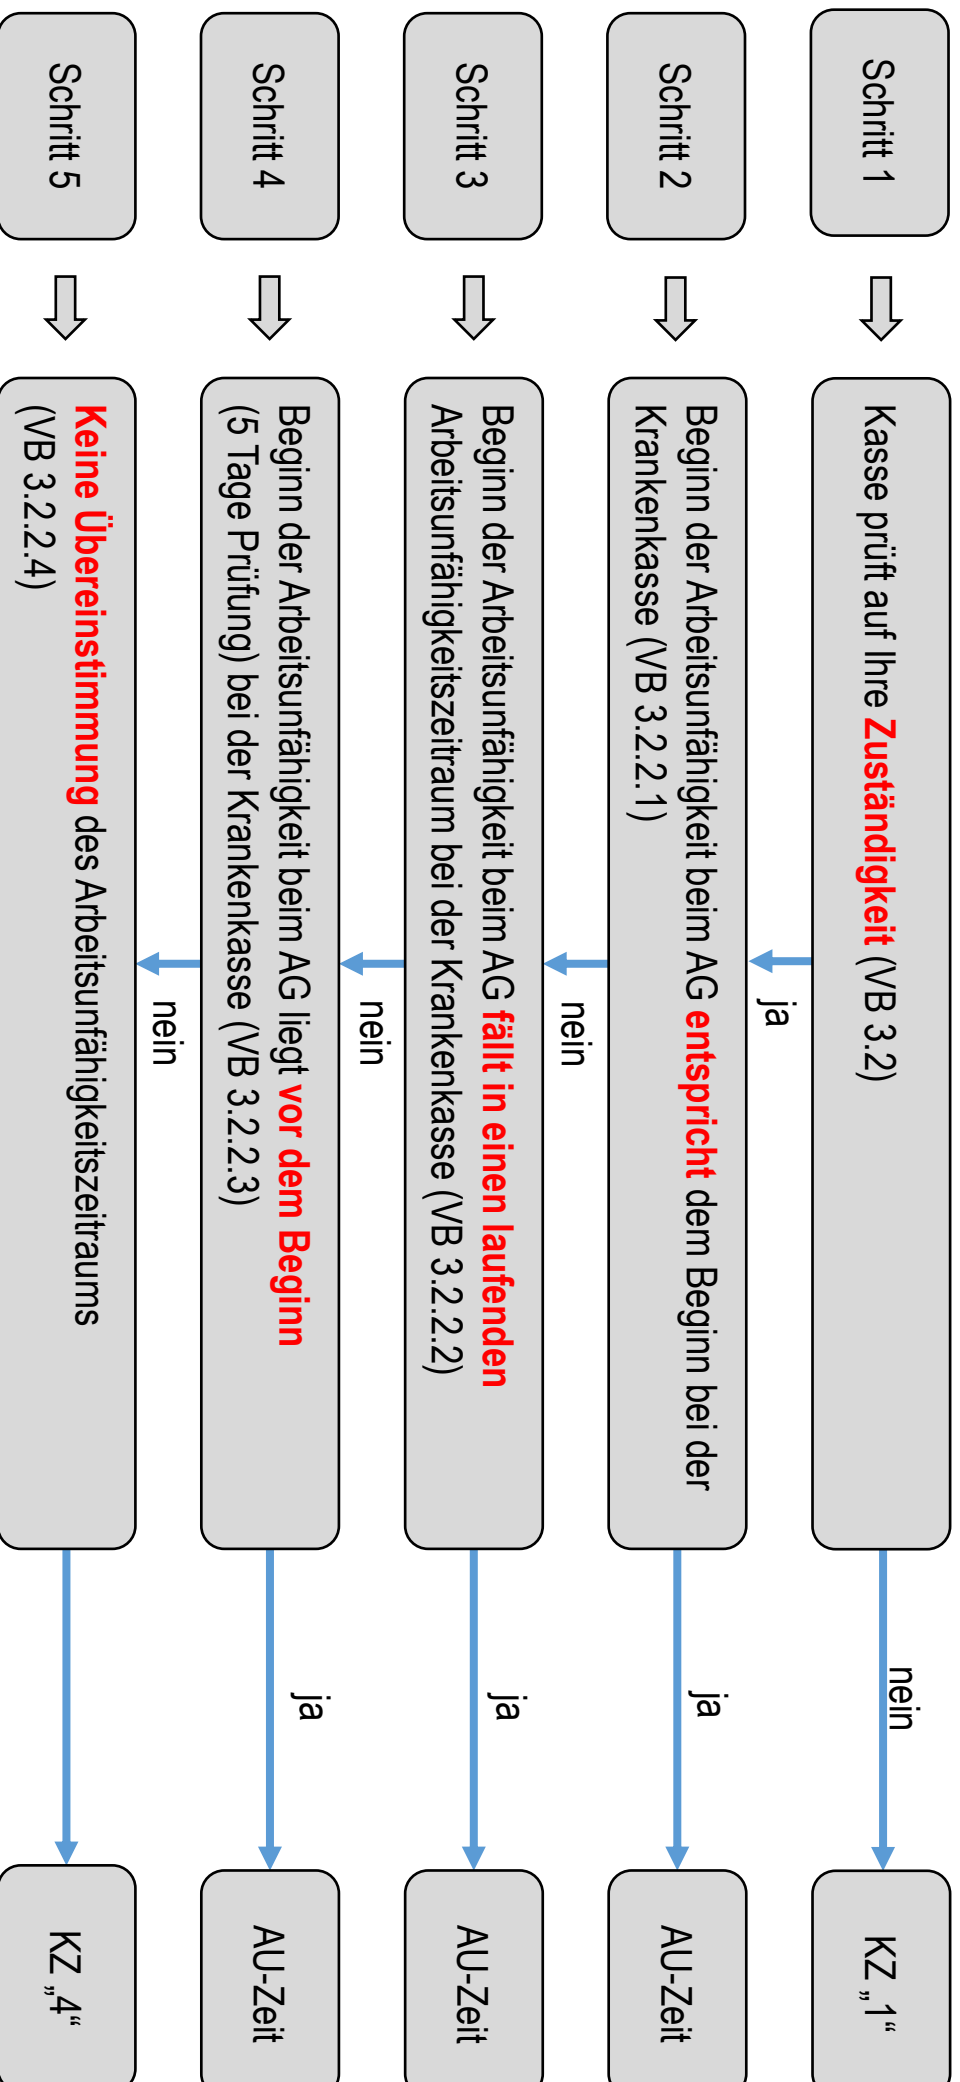 Schritt 1
Kasse prüft auf Ihre Zuständigkeit (VB 3.2)
nein
KZ „1“
ja
Schritt 2
Beginn der Arbeitsunfähigkeit beim AG entspricht dem Beginn bei der
Krankenkasse (VB 3.2.2.1)
ja
AU-Zeit
nein
Schritt 3
Beginn der Arbeitsunfähigkeit beim AG fällt in einen laufenden
Arbeitsunfähigkeitszeitraum bei der Krankenkasse (VB 3.2.2.2)
ja
AU-Zeit
nein
Schritt 4
Beginn der Arbeitsunfähigkeit beim AG liegt vor dem Beginn
(5 Tage Prüfung) bei der Krankenkasse (VB 3.2.2.3)
ja
AU-Zeit
nein
Schritt 5
Keine Übereinstimmung des Arbeitsunfähigkeitszeitraums
(VB 3.2.2.4)
KZ „4“